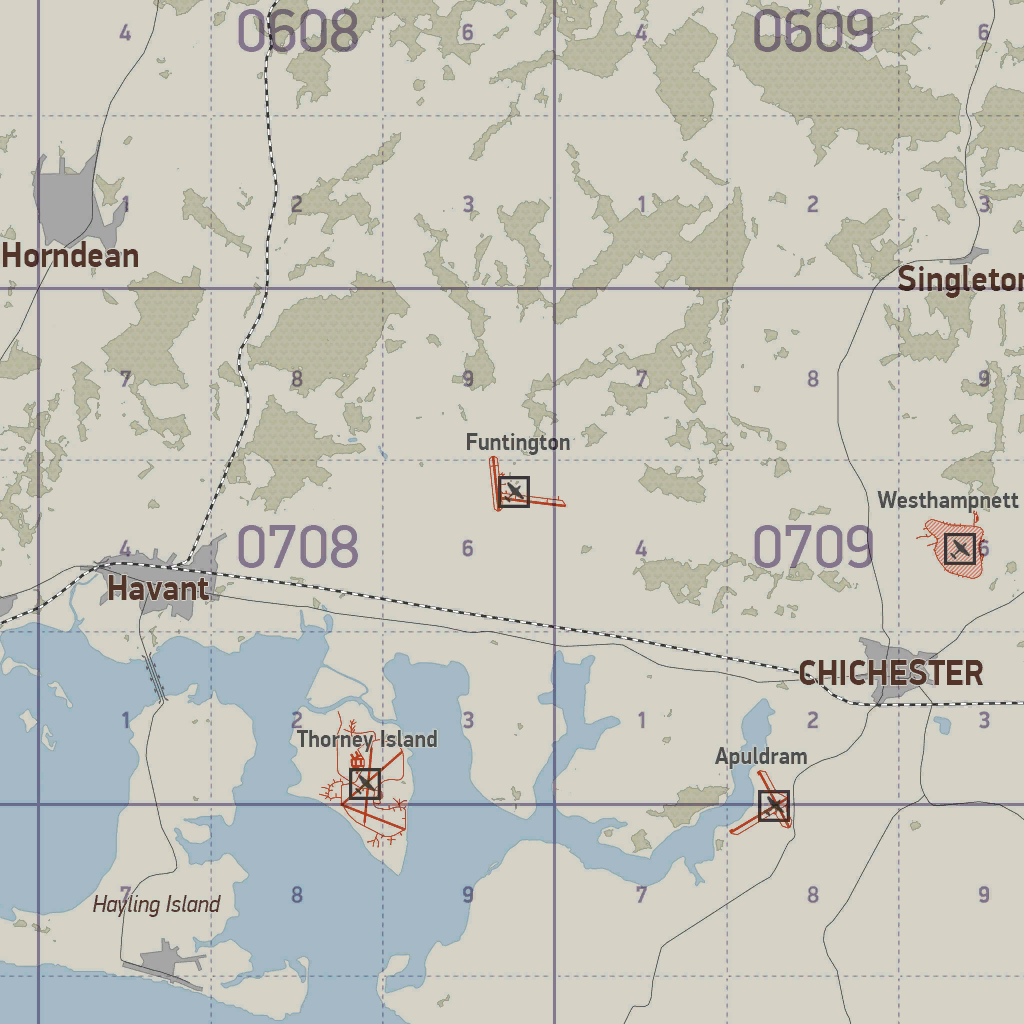 4 0608 6 4 0609 6
1 2 3 1 2 3
Horndean
Singleton
7 8 9 7 8 9
Funtington
Westhampnett
4 0708 6 4 0709 6
Havant
CHICHESTER
1 2 3 1 2 3
Thorney Island
Apuldram
7 8 9 7 8 9
Hayling Island